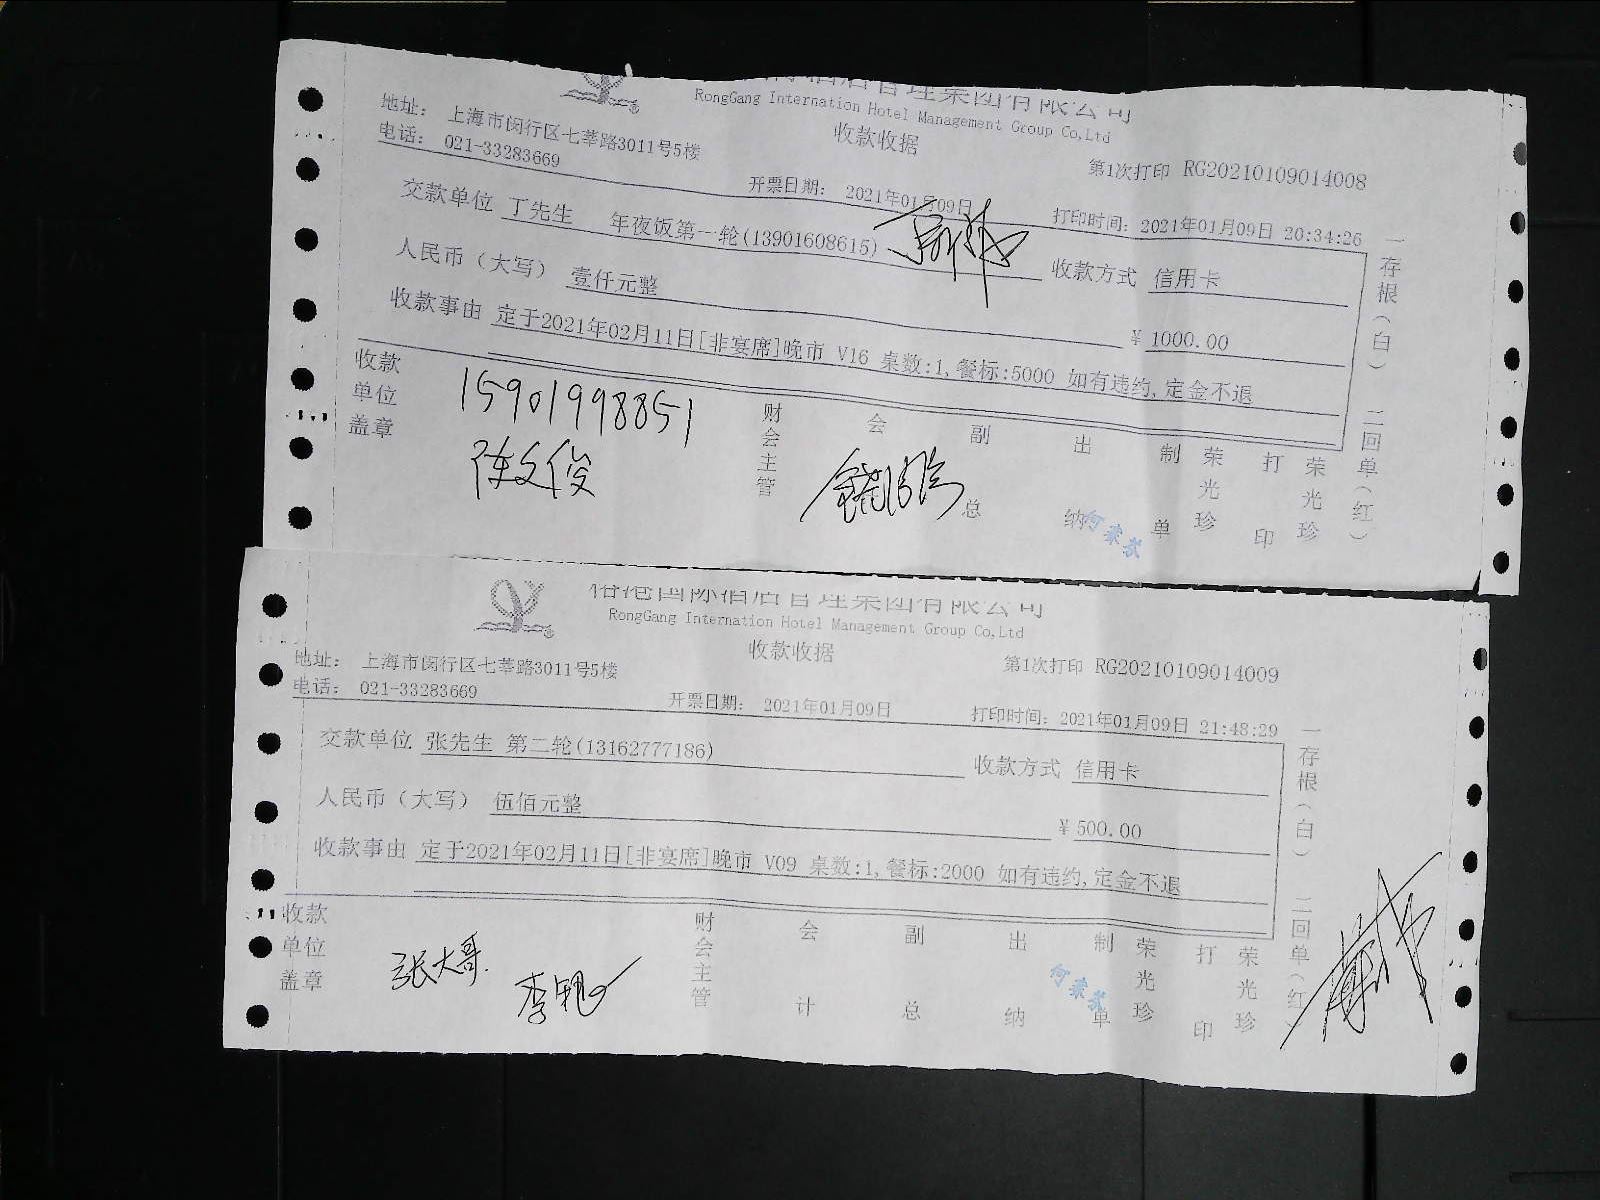 RongGang Internation Hotel Management Group Co,Ltd
收款收据
地址： 上海市闵行区七莘路3011号5楼
电话： 021-33283669
第1次打印 RG20210109014008
开票日期： 2021年01月09日
打印时间：2021年01月09日 20:34:26
交款单位 丁先生 年夜饭第一轮(13901608615)
收款方式 信用卡
人民币（大写） 壹仟元整
¥ 1000.00
收款事由 定于2021年02月11日[非宴席]晚市 V16 桌数:1,餐标:5000 如有违约,定金不退
收款单位盖章
15901998851
陈文俊
财会主管
会
副总
出纳
制单
荣光珍
打印
荣光珍
一存根（白） 二回单（红）
裕港国际酒店管理集团有限公司
RongGang Internation Hotel Management Group Co,Ltd
收款收据
地址： 上海市闵行区七莘路3011号5楼
电话： 021-33283669
第1次打印 RG20210109014009
开票日期： 2021年01月09日
打印时间：2021年01月09日 21:48:29
交款单位 张先生 第二轮(13162777186)
收款方式 信用卡
人民币（大写） 伍佰元整
¥ 500.00
收款事由 定于2021年02月11日[非宴席]晚市 V09 桌数:1,餐标:2000 如有违约,定金不退
收款单位盖章
张大哥.
财会主管
会计
副总
出纳
制单
荣光珍
打印
荣光珍
一存根（白） 二回单（红）